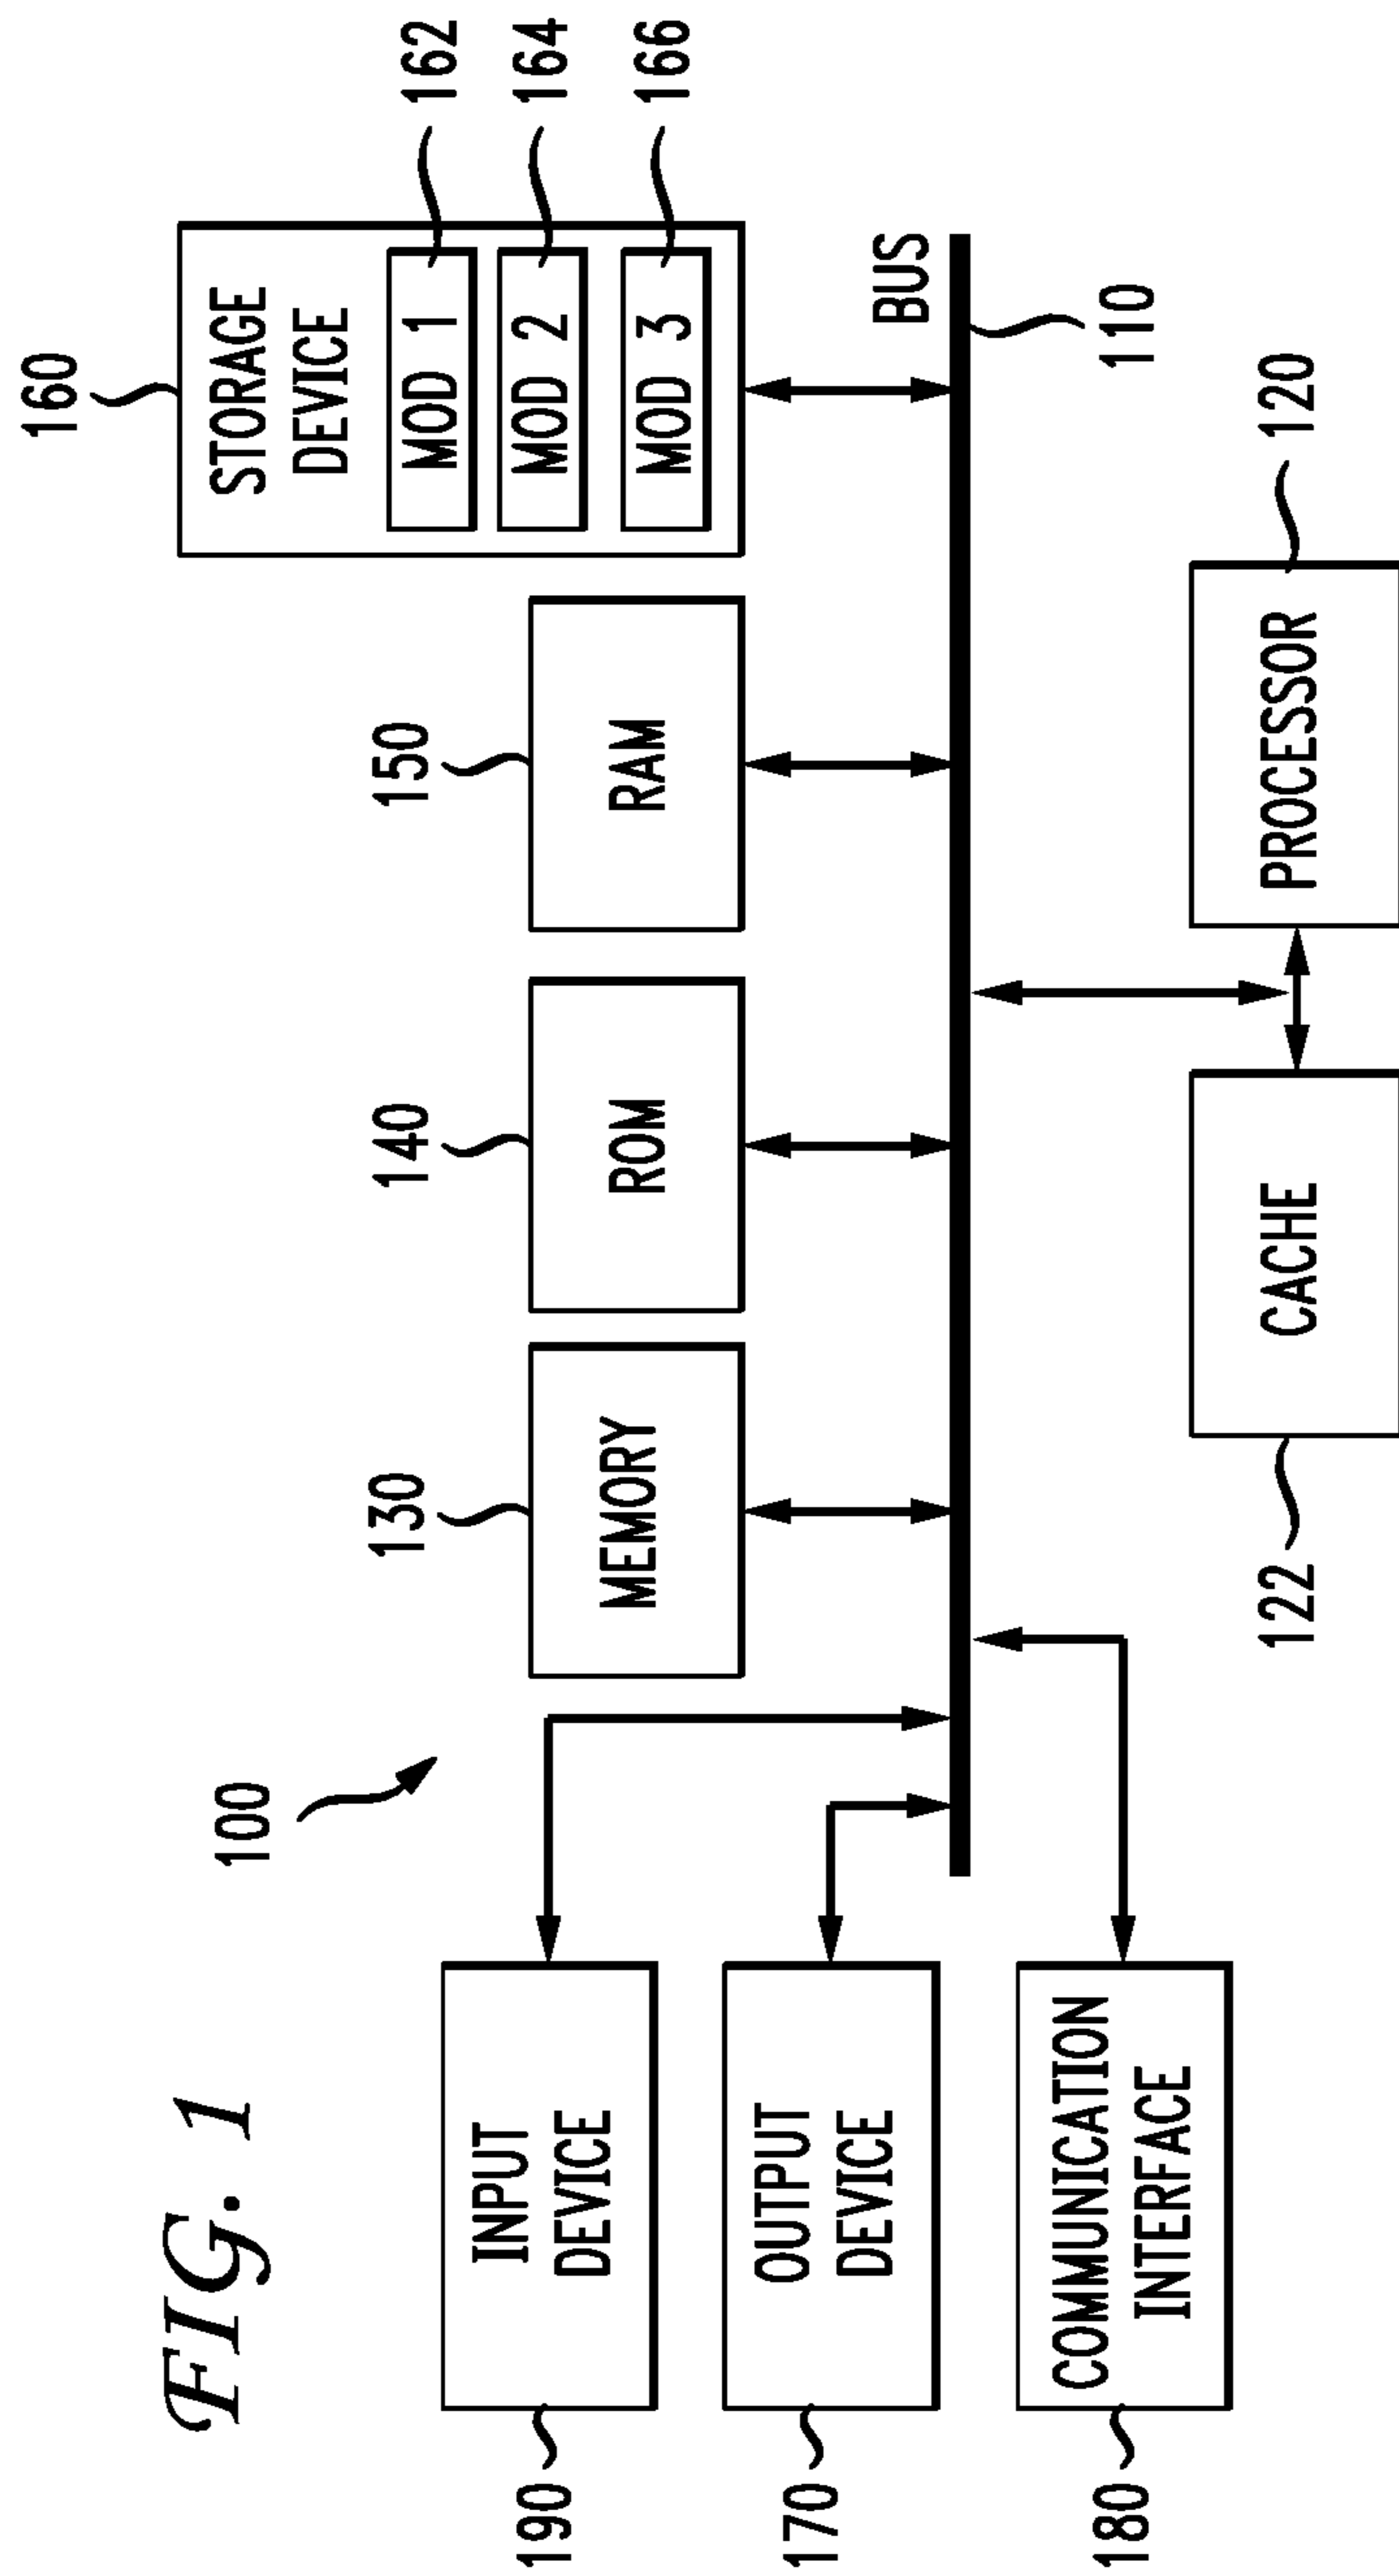 FIG. 1
100
160
STORAGE
DEVICE
MOD 1
162
MOD 2
164
MOD 3
166
130
MEMORY
140
ROM
150
RAM
190
INPUT
DEVICE
170
OUTPUT
DEVICE
180
COMMUNICATION
INTERFACE
BUS
110
122
CACHE
PROCESSOR
120